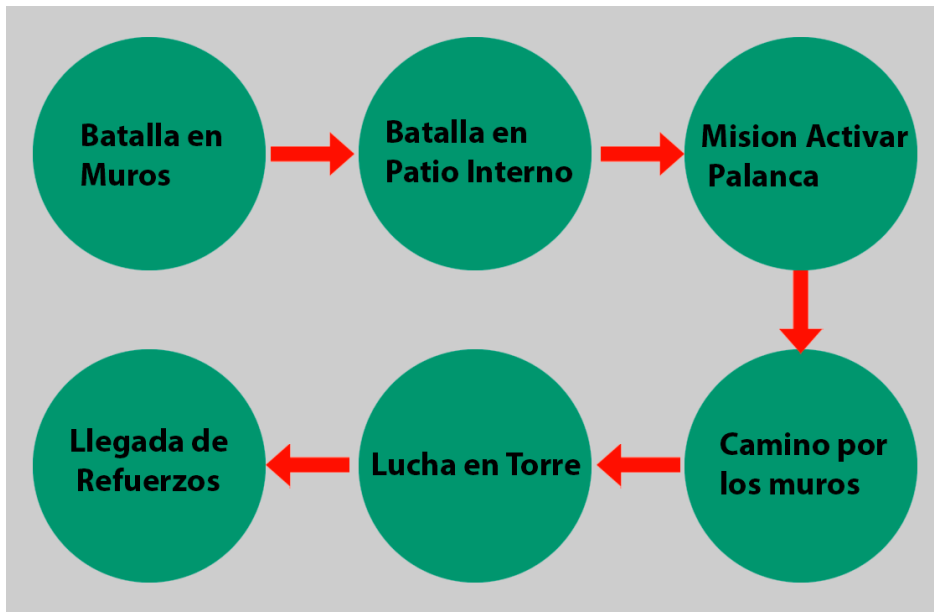 Batalla en
Muros
Batalla en
Patio Interno
Mision Activar
Palanca
Camino por
los muros
Lucha en Torre
Llegada de
Refuerzos